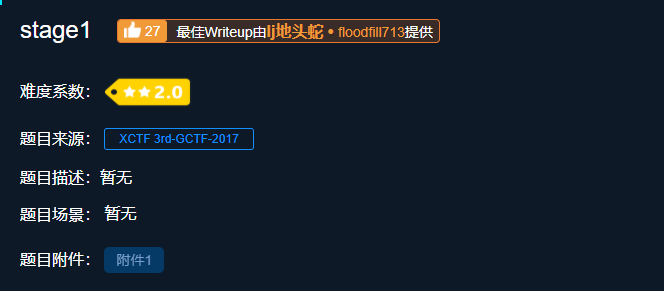 stage1 27 最佳Writeup由lj地头蛇 • floodfill713提供
难度系数： 2.0
题目来源： XCTF 3rd-GCTF-2017
题目描述：暂无
题目场景： 暂无
题目附件： 附件1